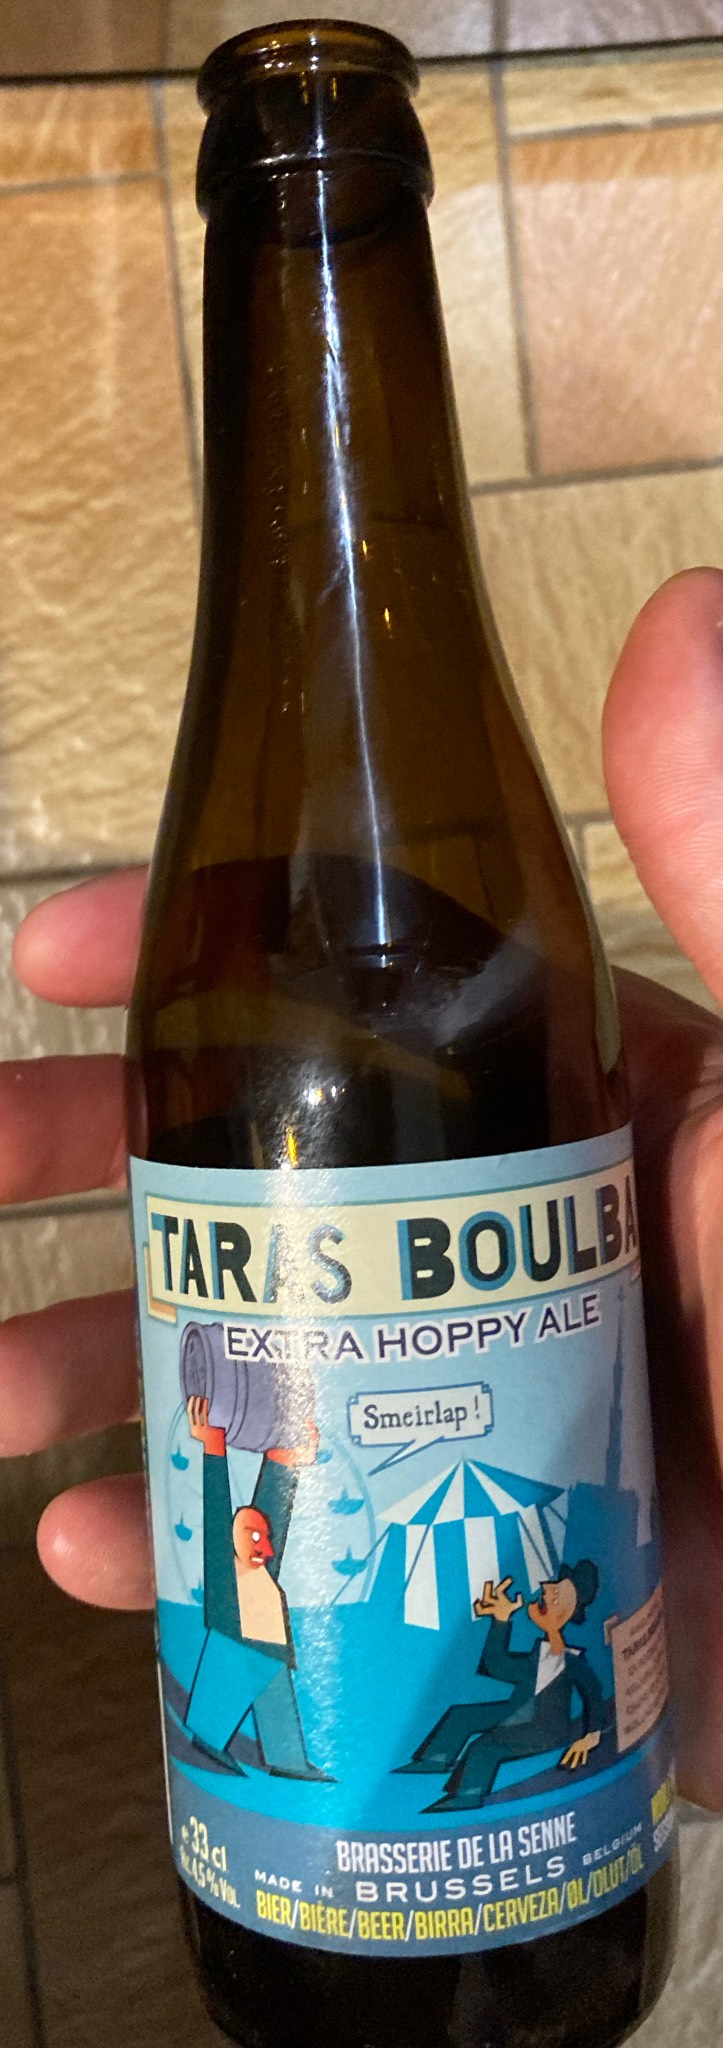 TARAS BOULBA
EXTRA HOPPY ALE
Smeirlap !
e 33 cl
Alc 4,5% Vol.
BRASSERIE DE LA SENNE
MADE IN BRUSSELS BELGIUM
BIER/BIÈRE/BEER/BIRRA/CERVEZA/ØL/OLUT/ÖL